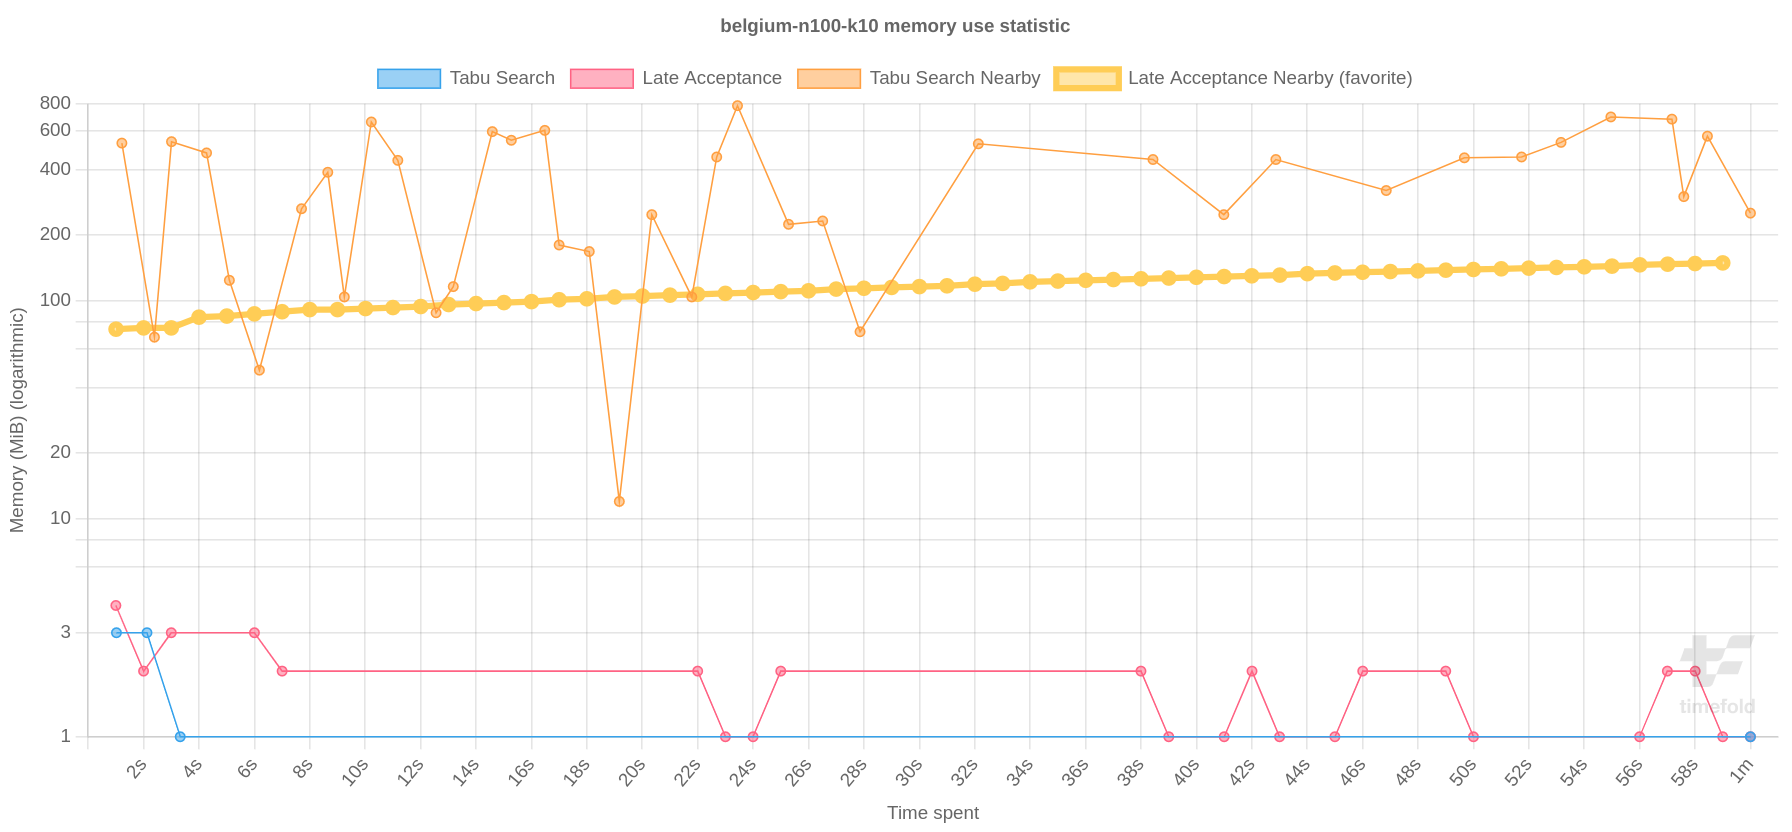 belgium-n100-k10 memory use statistic
Tabu Search Late Acceptance Tabu Search Nearby Late Acceptance Nearby (favorite)
800
600
400
200
100
20
10
3
1
Memory (MiB) (logarithmic)
timefold
2s 4s 6s 8s 10s 12s 14s 16s 18s 20s 22s 24s 26s 28s 30s 32s 34s 36s 38s 40s 42s 44s 46s 48s 50s 52s 54s 56s 58s 1m
Time spent